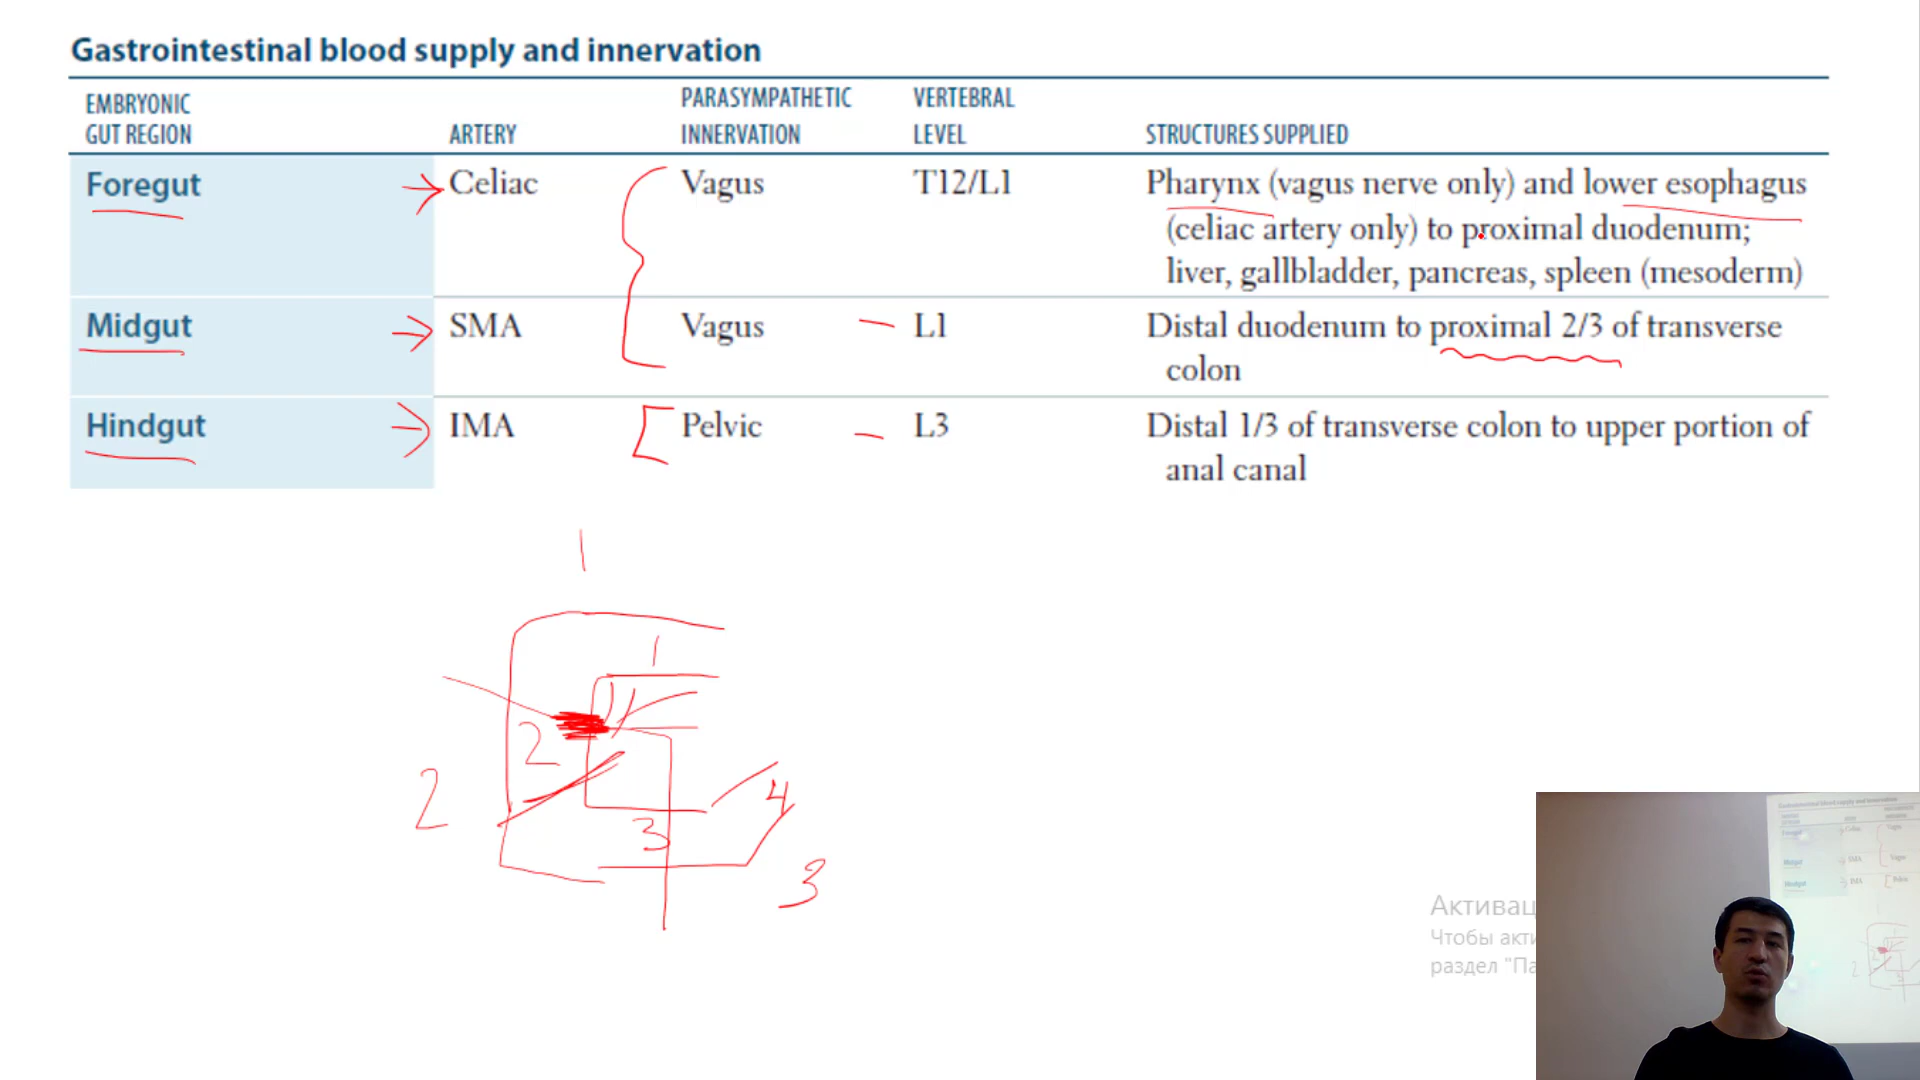 Gastrointestinal blood supply and innervation
EMBRYONIC GUT REGION
ARTERY
PARASYMPATHETIC INNERVATION
VERTEBRAL LEVEL
STRUCTURES SUPPLIED
Foregut
Celiac
Vagus
T12/L1
Pharynx (vagus nerve only) and lower esophagus
(celiac artery only) to proximal duodenum;
liver, gallbladder, pancreas, spleen (mesoderm)
Midgut
SMA
Vagus
L1
Distal duodenum to proximal 2/3 of transverse
colon
Hindgut
IMA
Pelvic
L3
Distal 1/3 of transverse colon to upper portion of
anal canal
1
1
2
2
4
3
3
Активац
Чтобы акти
раздел "Па